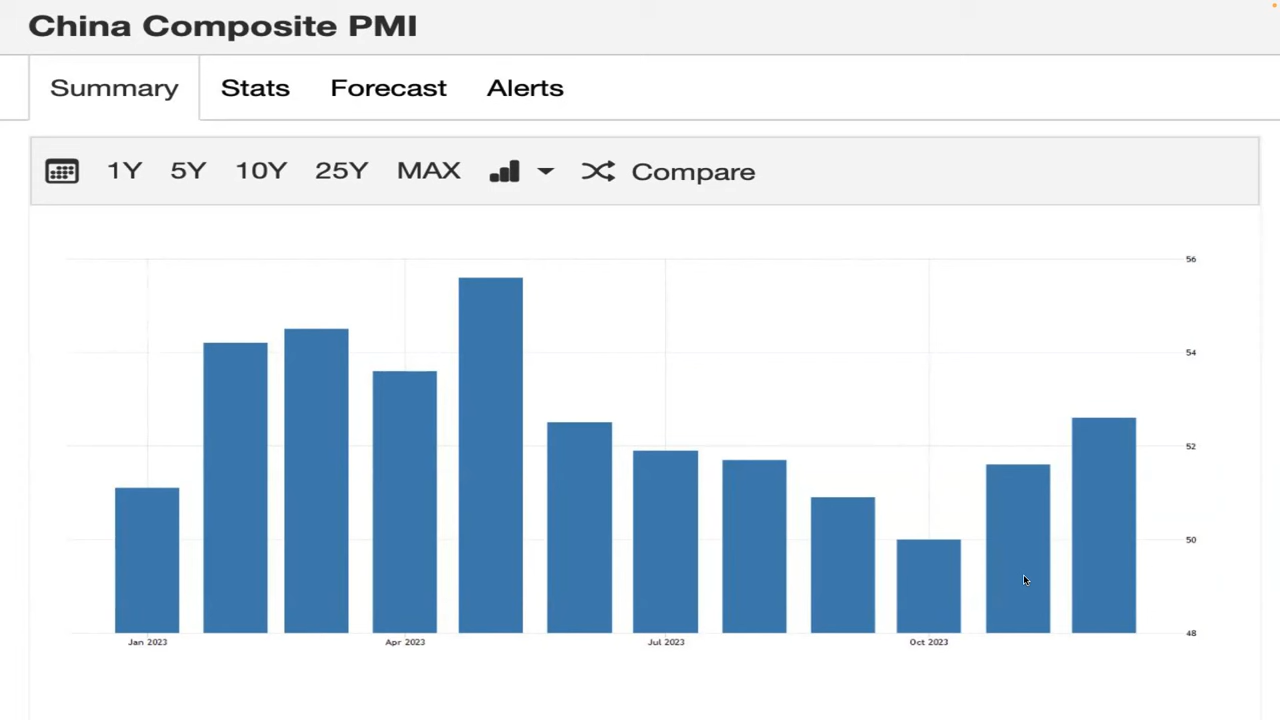 China Composite PMI
Summary Stats Forecast Alerts
1Y 5Y 10Y 25Y MAX Compare
56
54
52
50
48
Jan 2023 Apr 2023 Jul 2023 Oct 2023